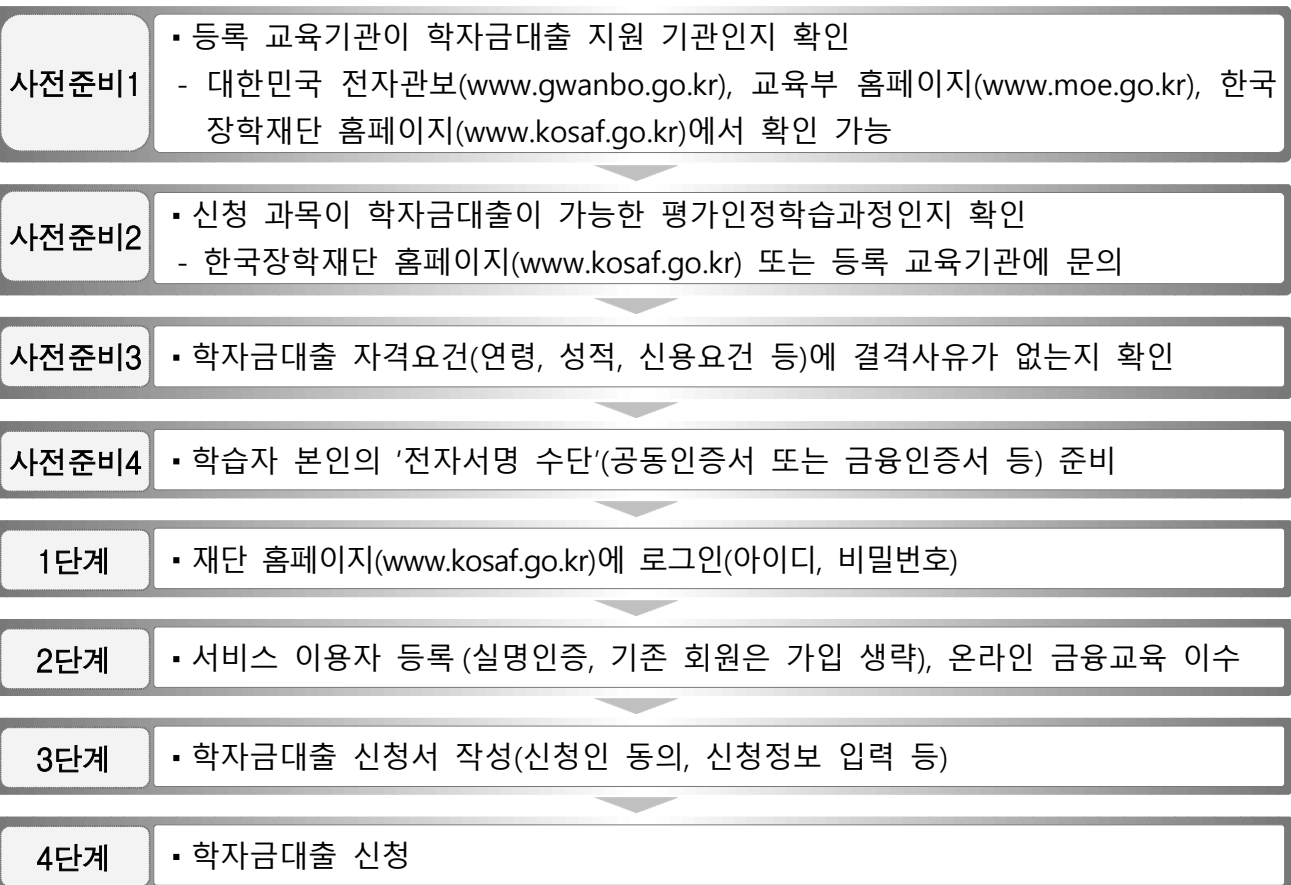 사전준비1
▪ 등록 교육기관이 학자금대출 지원 기관인지 확인
- 대한민국 전자관보(www.gwanbo.go.kr), 교육부 홈페이지(www.moe.go.kr), 한국
장학재단 홈페이지(www.kosaf.go.kr)에서 확인 가능
사전준비2
▪ 신청 과목이 학자금대출이 가능한 평가인정학습과정인지 확인
- 한국장학재단 홈페이지(www.kosaf.go.kr) 또는 등록 교육기관에 문의
사전준비3
▪ 학자금대출 자격요건(연령, 성적, 신용요건 등)에 결격사유가 없는지 확인
사전준비4
▪ 학습자 본인의 ‘전자서명 수단’(공동인증서 또는 금융인증서 등) 준비
1단계
▪ 재단 홈페이지(www.kosaf.go.kr)에 로그인(아이디, 비밀번호)
2단계
▪ 서비스 이용자 등록 (실명인증, 기존 회원은 가입 생략), 온라인 금융교육 이수
3단계
▪ 학자금대출 신청서 작성(신청인 동의, 신청정보 입력 등)
4단계
▪ 학자금대출 신청